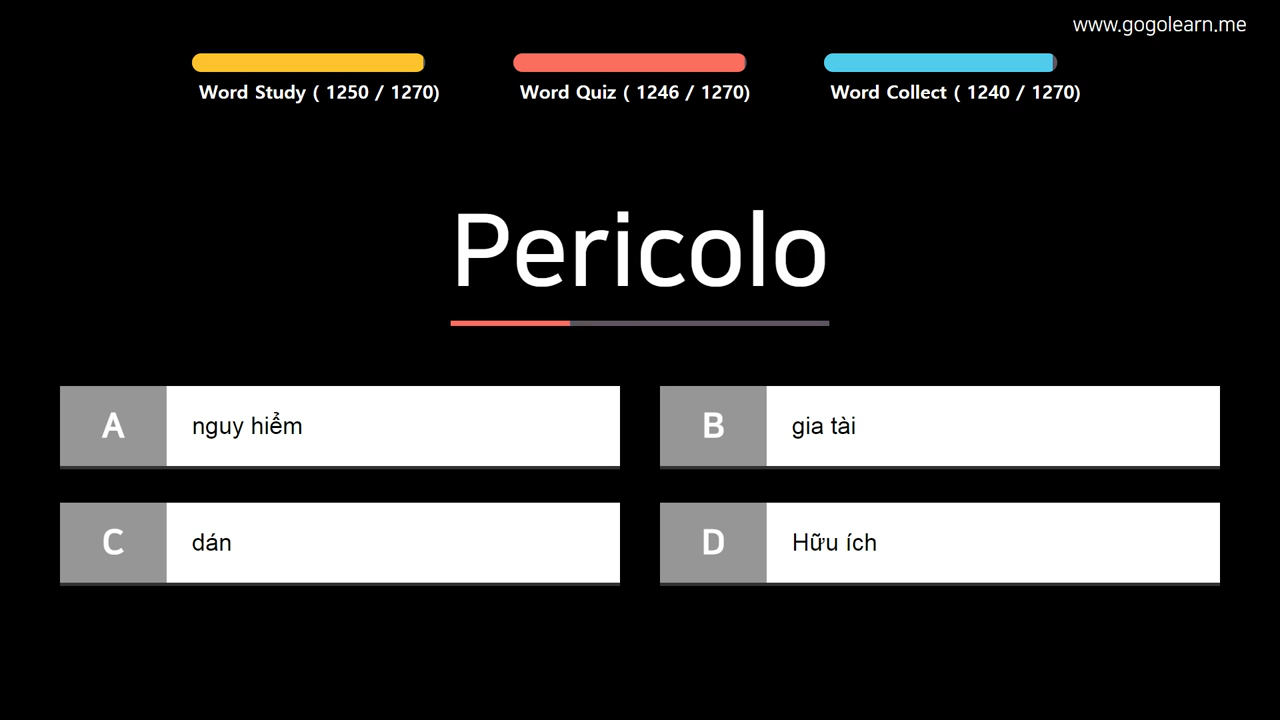 www.gogolearn.me
Word Study ( 1250 / 1270)
Word Quiz ( 1246 / 1270)
Word Collect ( 1240 / 1270)
Pericolo
A nguy hiểm
B gia tài
C dán
D Hữu ích